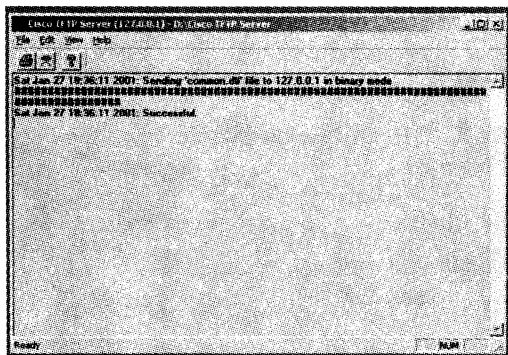 Cisco TFTP Server (127.0.0.1) - D:\Cisco TFTP Server
File Edit View Help
Sat Jan 27 18:36:11 2001: Sending 'common.dll' file to 127.0.0.1 in binary mode
Sat Jan 27 18:36:11 2001: Successful.
Ready
NUM